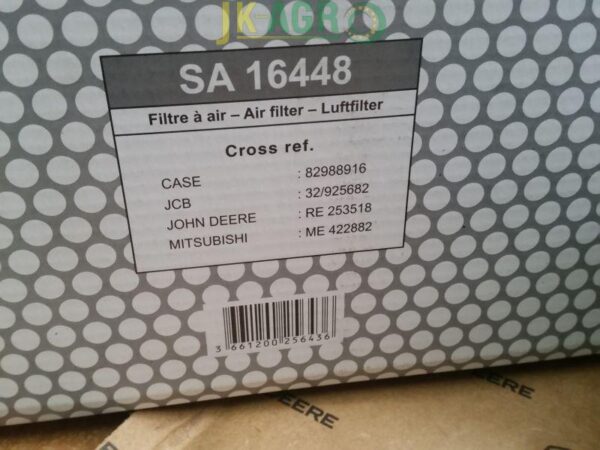 JK-AGRO
SA 16448
Filtre à air – Air filter – Luftfilter
Cross ref.
CASE : 82988916
JCB : 32/925682
JOHN DEERE : RE 253518
MITSUBISHI : ME 422882
3 661200 256436
DEERE